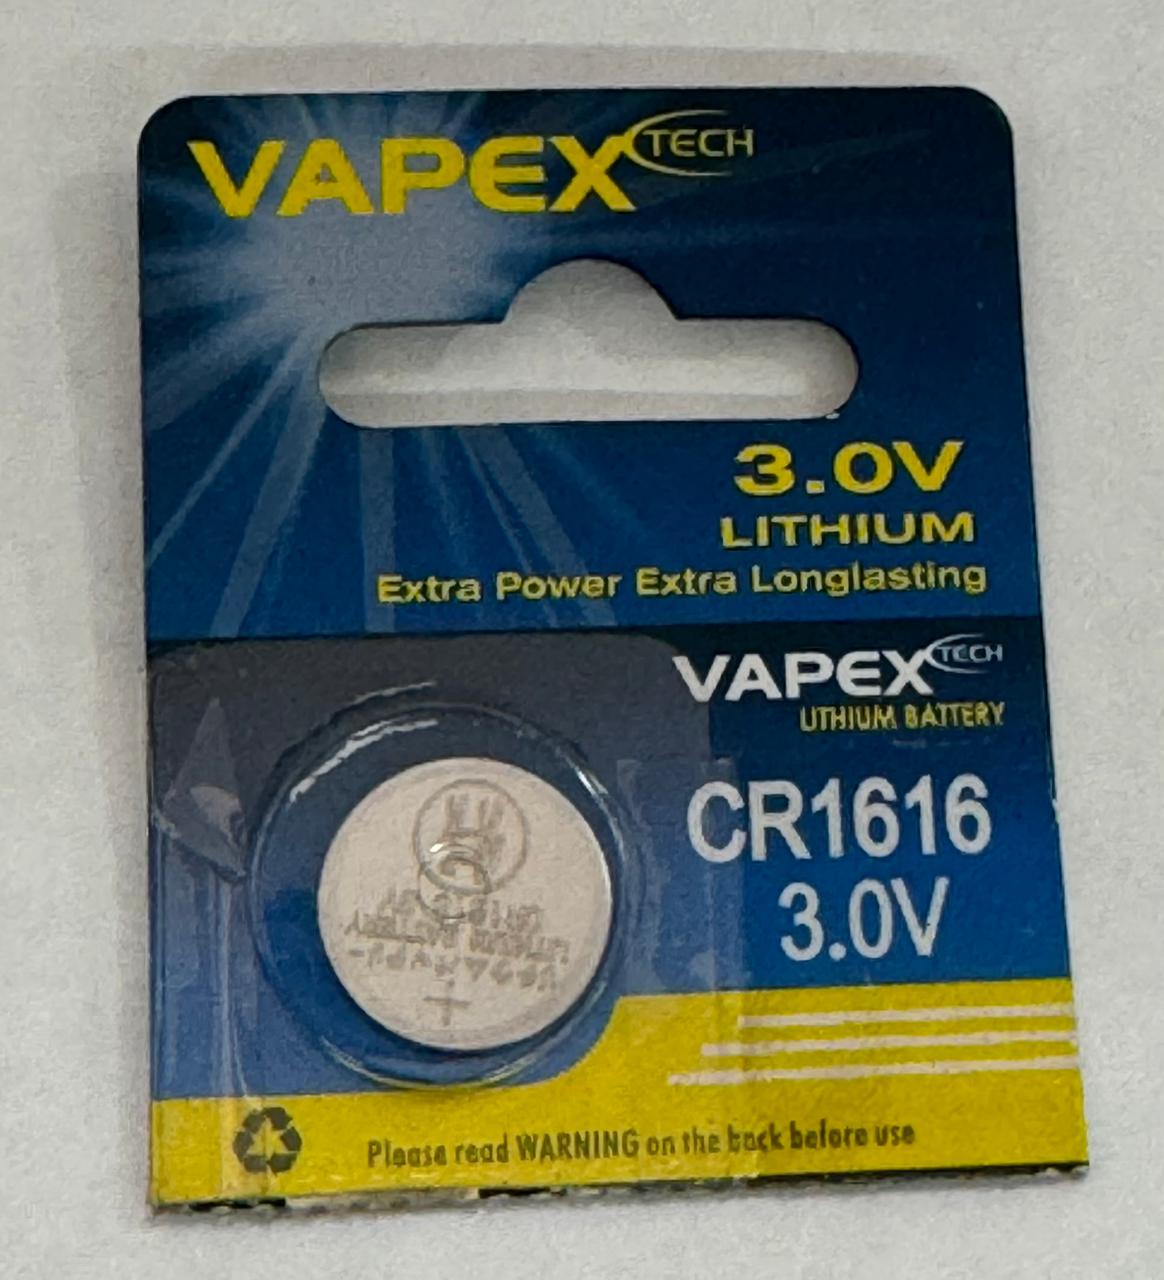 VAPEX TECH
3.0V
LITHIUM
Extra Power Extra Longlasting
VAPEX TECH
LITHIUM BATTERY
CR1616
3.0V
+
Please read WARNING on the back before use